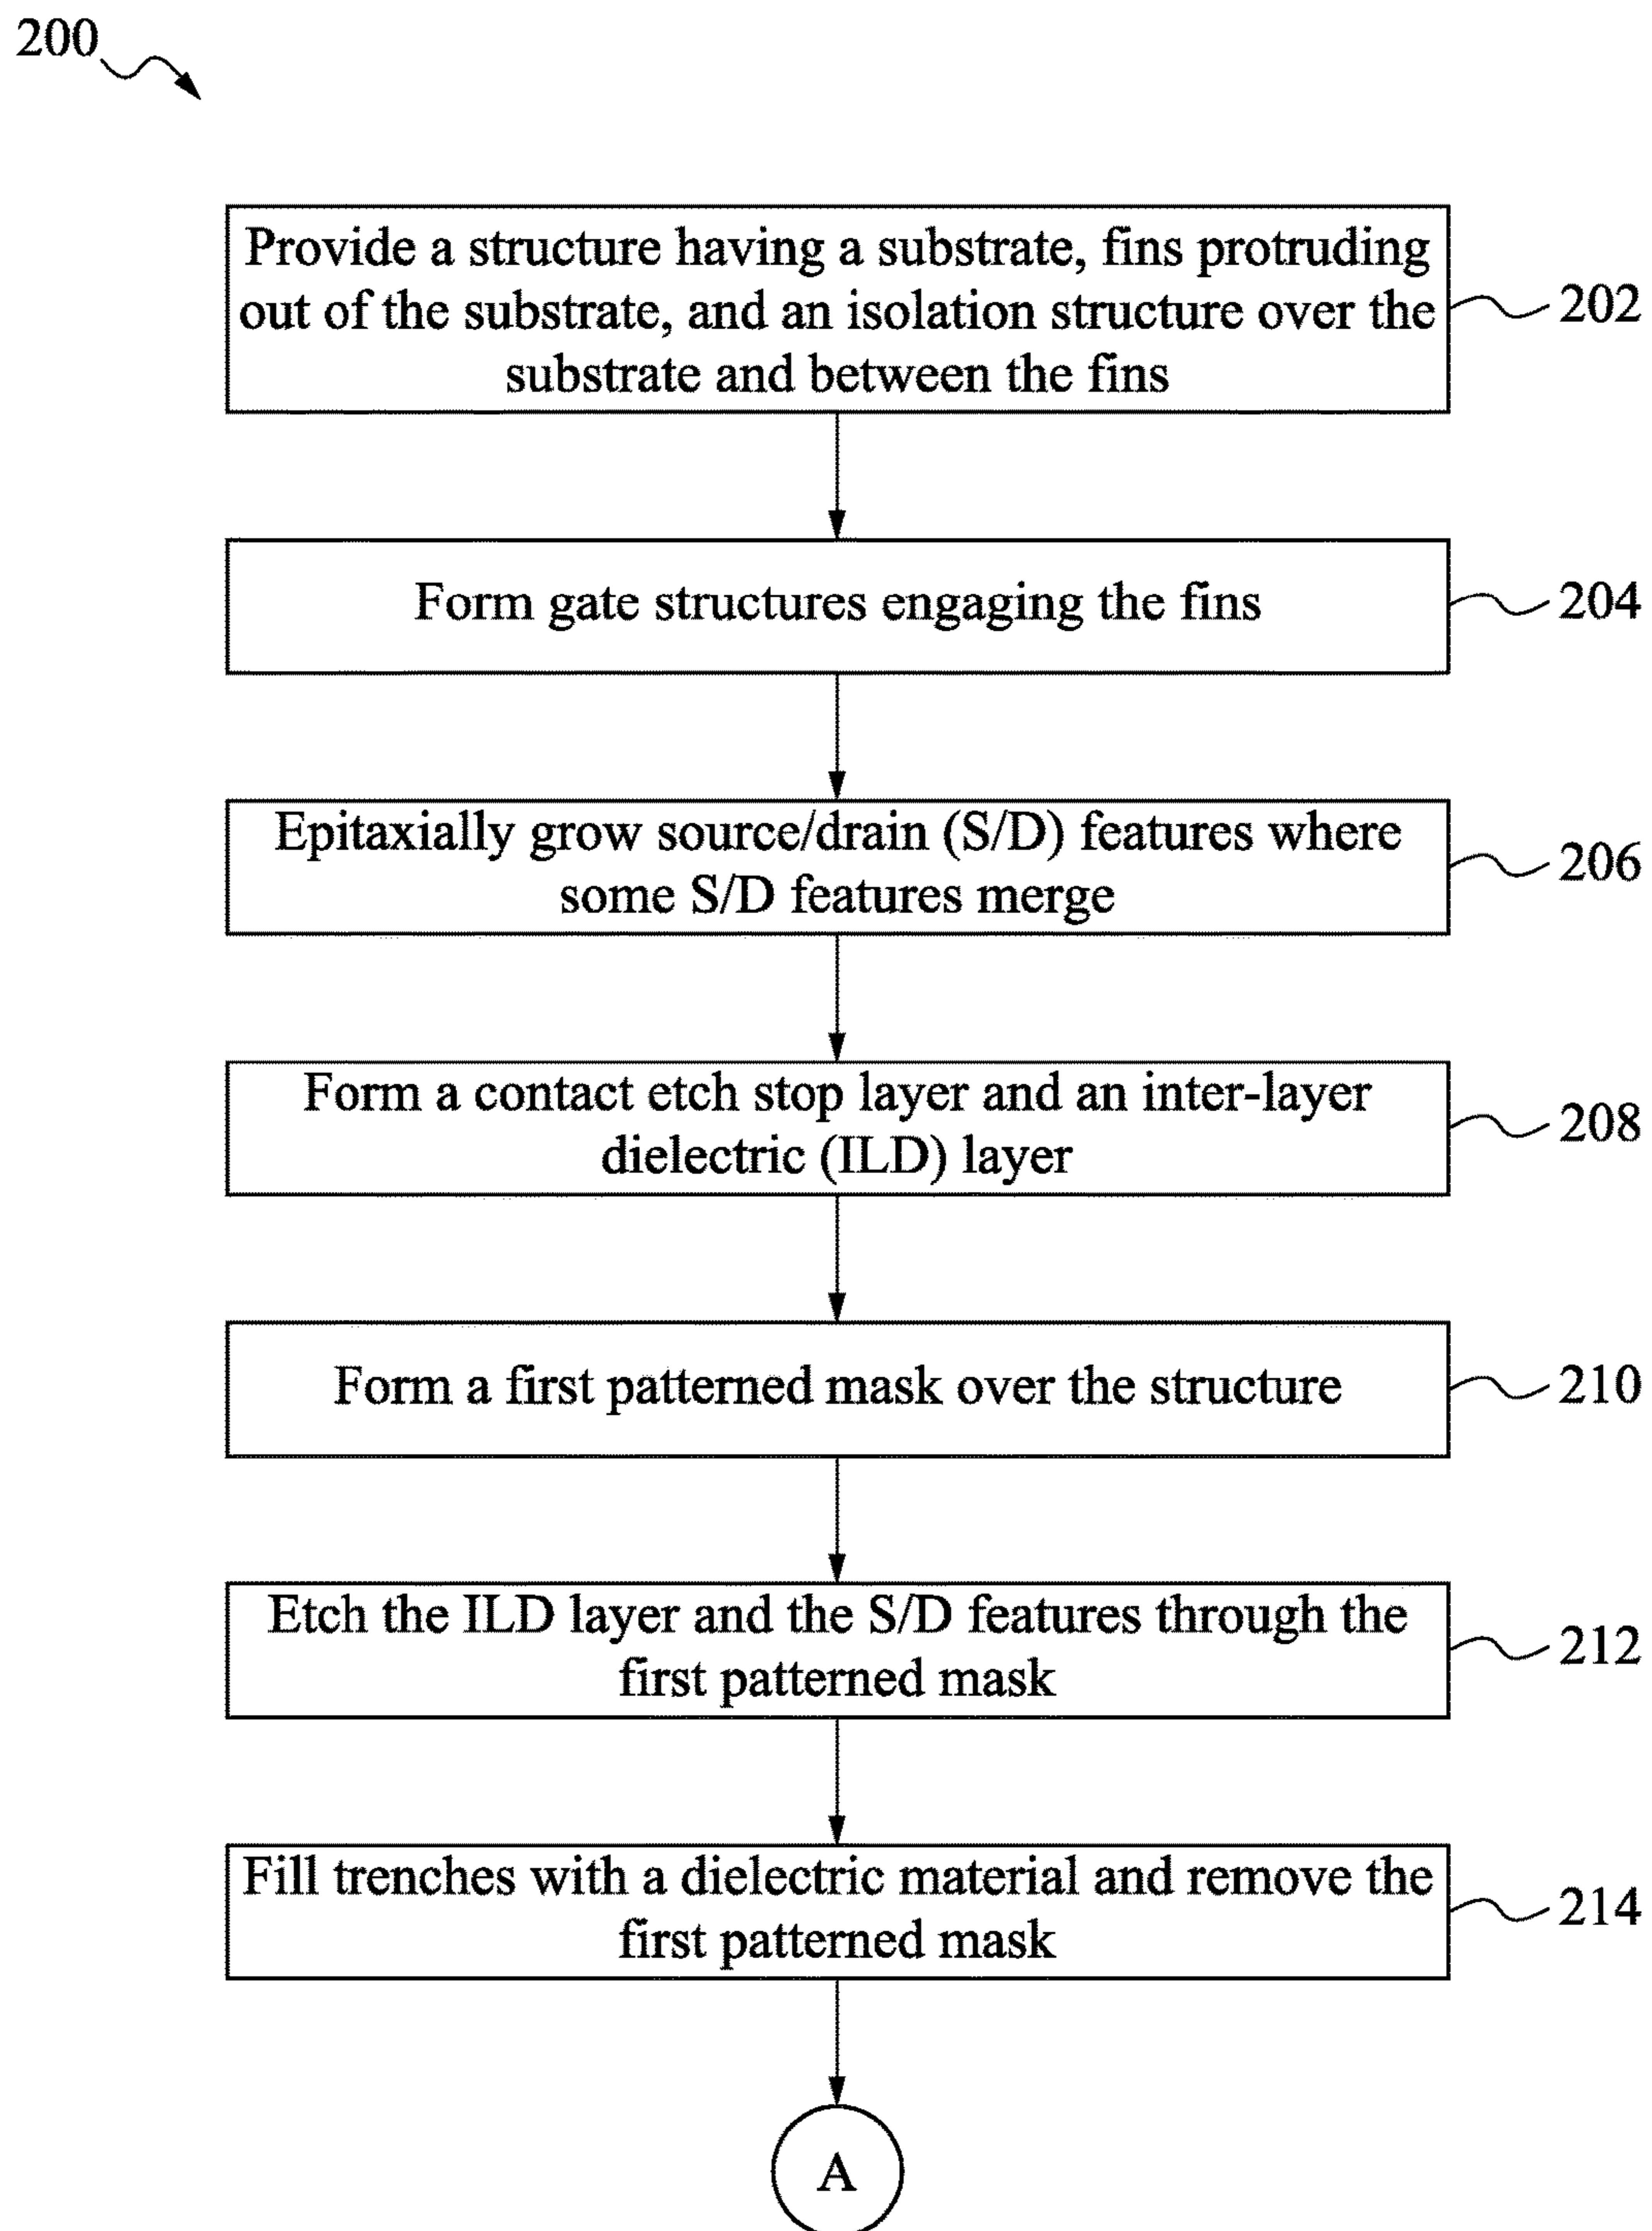 200
Provide a structure having a substrate, fins protruding
out of the substrate, and an isolation structure over the
substrate and between the fins
202
Form gate structures engaging the fins
204
Epitaxially grow source/drain (S/D) features where
some S/D features merge
206
Form a contact etch stop layer and an inter-layer
dielectric (ILD) layer
208
Form a first patterned mask over the structure
210
Etch the ILD layer and the S/D features through the
first patterned mask
212
Fill trenches with a dielectric material and remove the
first patterned mask
214
A